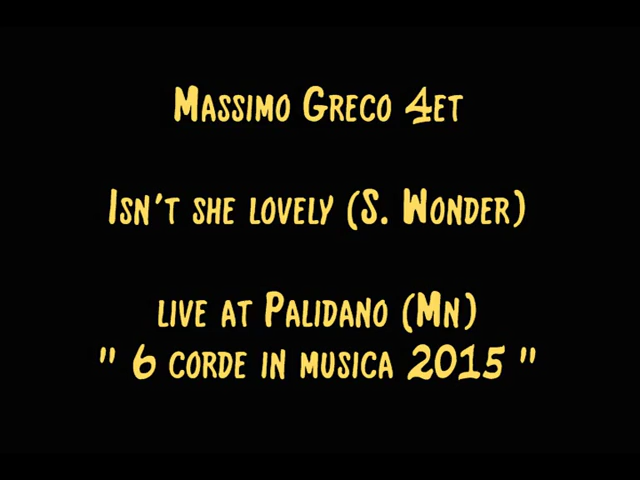 Massimo Greco 4et
Isn't she lovely (S. Wonder)
live at Palidano (Mn)
" 6 corde in musica 2015 "